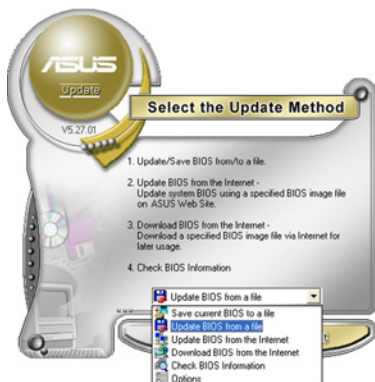 ASUS
Update
V5.27.01
Select the Update Method
1. Update/Save BIOS from/to a file.
2. Update BIOS from the Internet -
Update system BIOS using a specified BIOS image file
on ASUS Web Site.
3. Download BIOS from the Internet -
Download a specified BIOS image file via Internet for
later usage.
4. Check BIOS Information
Update BIOS from a file
Save current BIOS to a file
Update BIOS from a file
Update BIOS from the Internet
Download BIOS from the Internet
Check BIOS Information
Options